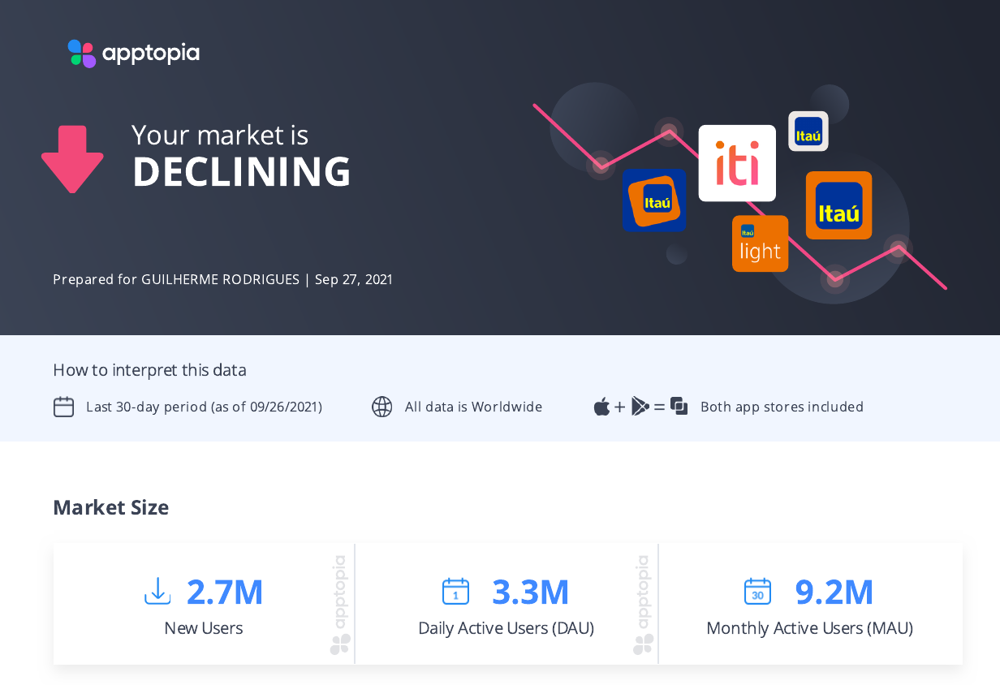 apptopia
Your market is
DECLINING
Prepared for GUILHERME RODRIGUES | Sep 27, 2021
Itaú
iti
Itaú
Itaú
Itaú
light
How to interpret this data
Last 30-day period (as of 09/26/2021)
All data is Worldwide
+ = Both app stores included
Market Size
2.7M
New Users
apptopia
1 3.3M
Daily Active Users (DAU)
apptopia
30 9.2M
Monthly Active Users (MAU)